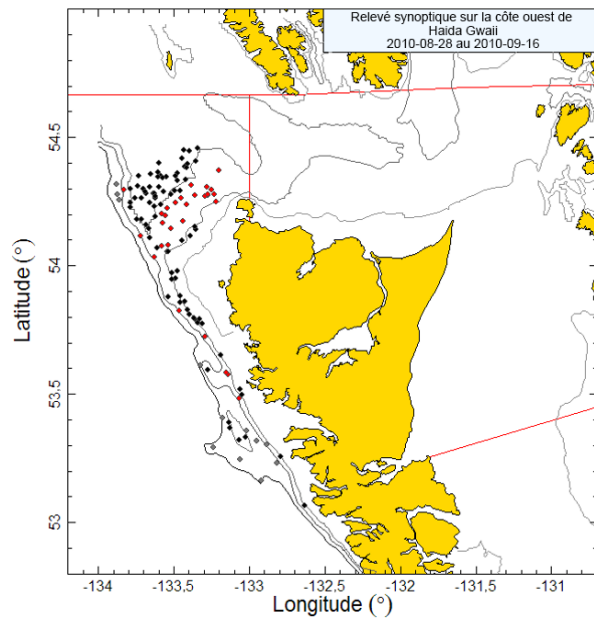 Relevé synoptique sur la côte ouest de
Haida Gwaii
2010-08-28 au 2010-09-16
54.5
54
53.5
53
Latitude (°)
-134 -133.5 -133 -132.5 -132 -131.5 -131
Longitude (°)